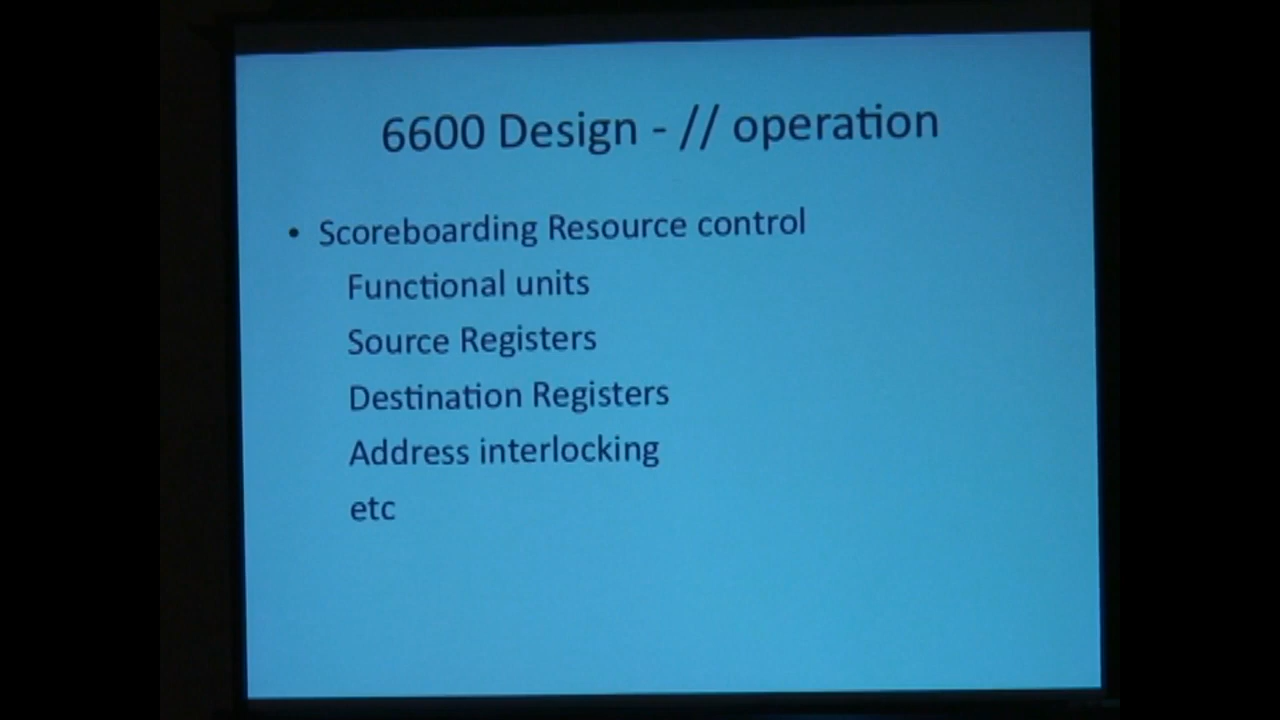 6600 Design - // operation
• Scoreboarding Resource control
Functional units
Source Registers
Destination Registers
Address interlocking
etc